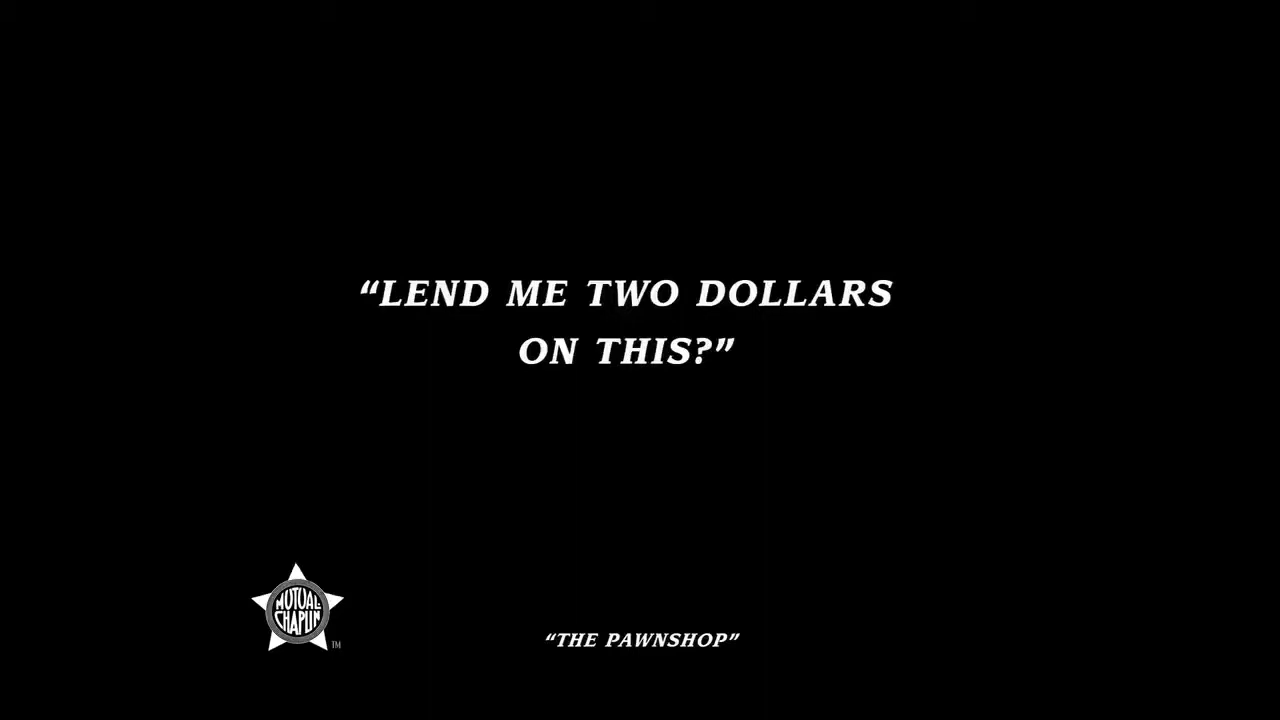 “LEND ME TWO DOLLARS
ON THIS?”
MUTUAL
CHAPLIN
TM
“THE PAWNSHOP”